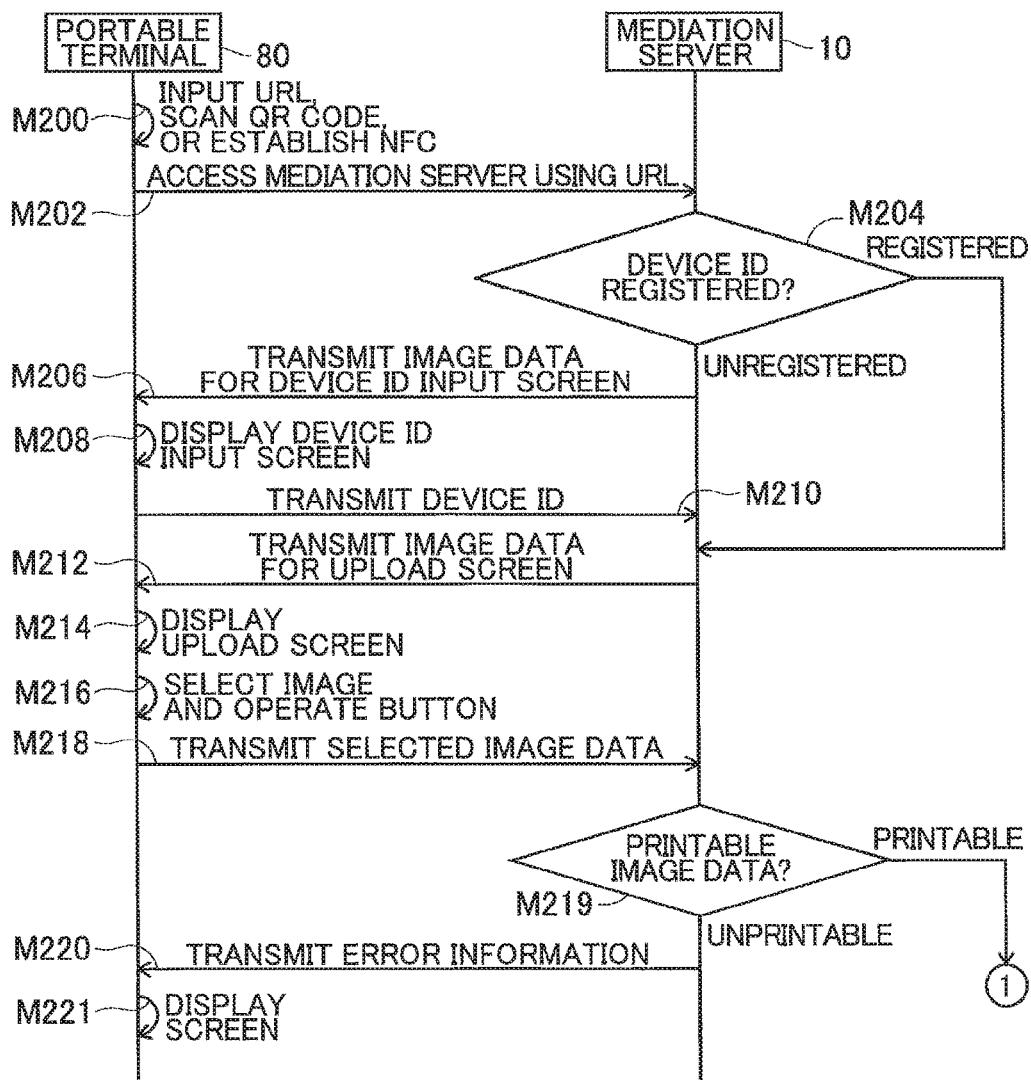 PORTABLE
TERMINAL
80
MEDIATION
SERVER
10
M200
INPUT URL,
SCAN QR CODE,
OR ESTABLISH NFC
ACCESS MEDIATION SERVER USING URL
M202
M204
DEVICE ID
REGISTERED?
REGISTERED
UNREGISTERED
M206
TRANSMIT IMAGE DATA
FOR DEVICE ID INPUT SCREEN
M208
DISPLAY DEVICE ID
INPUT SCREEN
TRANSMIT DEVICE ID
M210
M212
TRANSMIT IMAGE DATA
FOR UPLOAD SCREEN
M214
DISPLAY
UPLOAD SCREEN
M216
SELECT IMAGE
AND OPERATE BUTTON
M218
TRANSMIT SELECTED IMAGE DATA
PRINTABLE
IMAGE DATA?
PRINTABLE
M219
UNPRINTABLE
M220
TRANSMIT ERROR INFORMATION
1
M221
DISPLAY
SCREEN